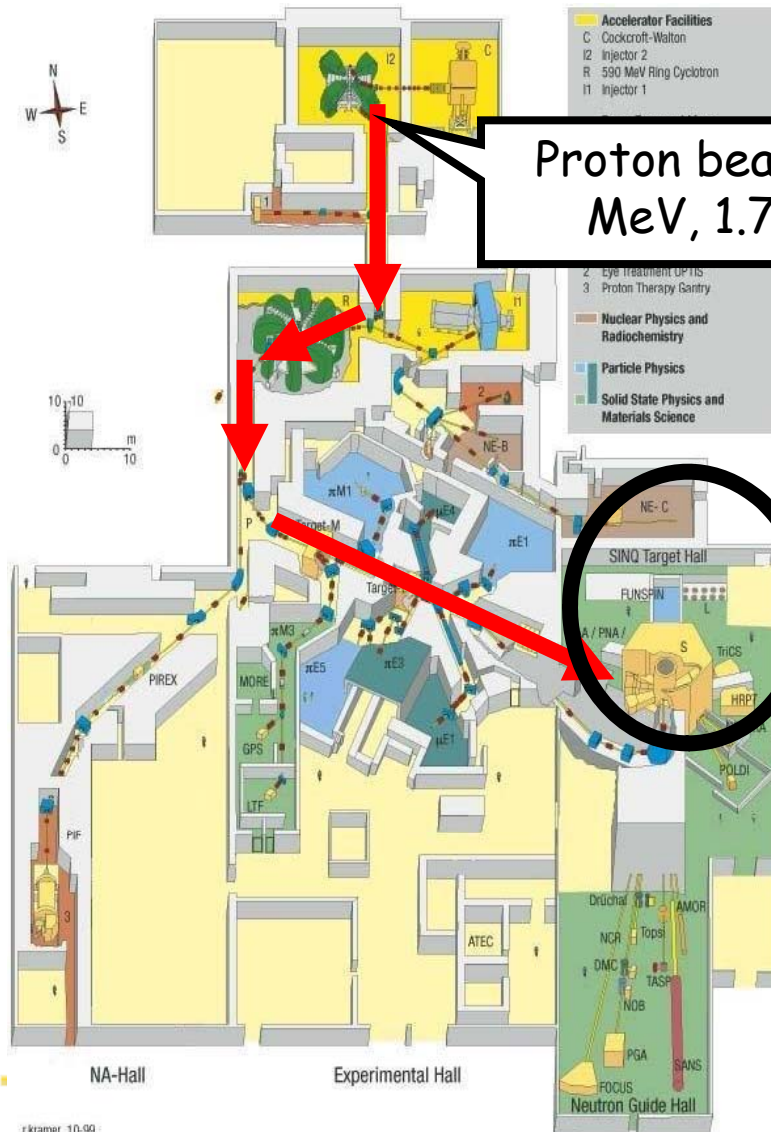 I2
C
Accelerator Facilities
C Cockcroft-Walton
I2 Injector 2
R 590 MeV Ring Cyclotron
I1 Injector 1
N
W E
S
Proton bea
MeV, 1.7
1
2 Eye Treatment OPTIS
3 Proton Therapy Gantry
Nuclear Physics and
Radiochemistry
Particle Physics
Solid State Physics and
Materials Science
R
I1
2
10 10
m
0 10
NE-B
πM1
µE4
πE1
NE- C
P
Target-M
SINQ Target Hall
Target-
FUNSPIN
L
A / PNA /
S
TriCS
πM3
PIREX
MORE
πE5
πE3
HRPT
GPS
µE1
POLDI
LTF
PIF
3
Drüchal
AMOR
NCR
Topsi
ATEC
DMC
TASP
NOB
PGA
SANS
FOCUS
NA-Hall
Experimental Hall
Neutron Guide Hall
r.kramer 10-99